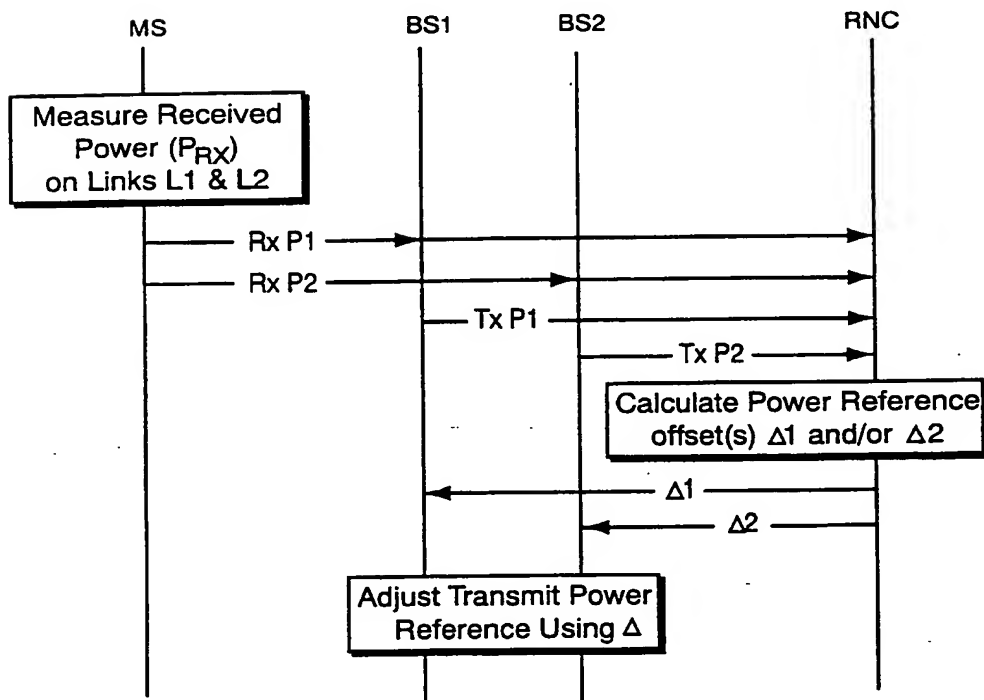 MS
BS1
BS2
RNC
Measure Received
Power (PRX)
on Links L1 & L2
Rx P1
Rx P2
Tx P1
Tx P2
Calculate Power Reference
offset(s) Δ1 and/or Δ2
Δ1
Δ2
Adjust Transmit Power
Reference Using Δ